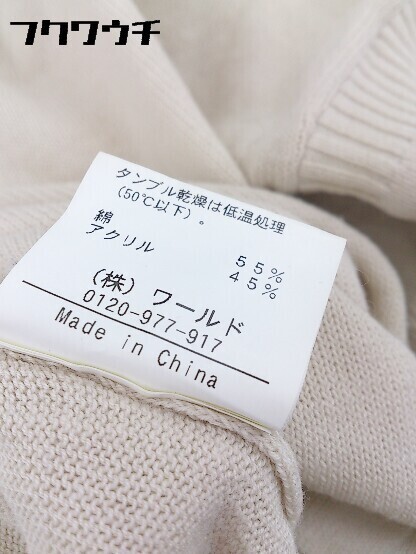 フクワウチ
タンブル乾燥は低温処理
(50℃以下)。
綿 55%
アクリル 45%
(株) ワールド
0120-977-917
Made in China